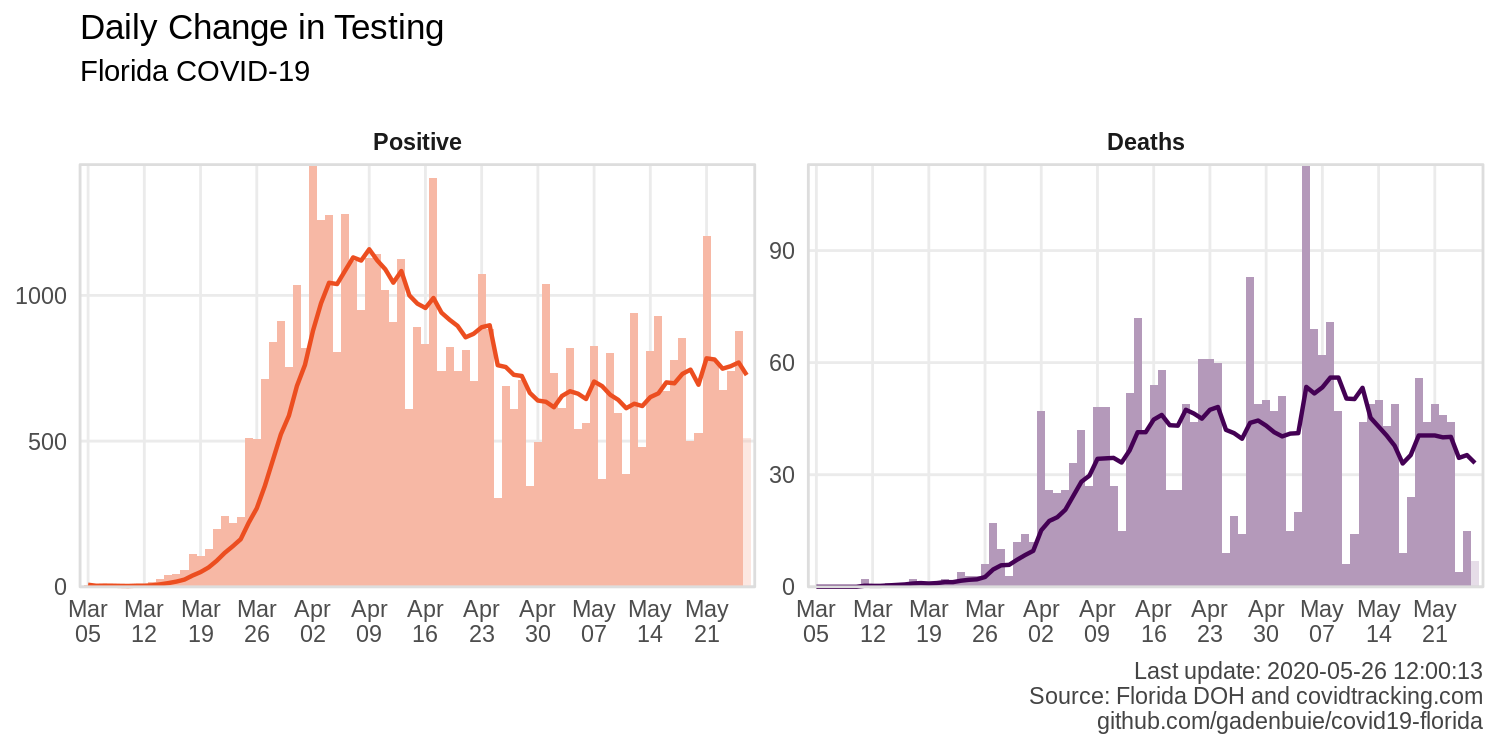 Daily Change in Testing
Florida COVID-19
Positive
Deaths
1000
500
0
90
60
30
0
Mar 05
Mar 12
Mar 19
Mar 26
Apr 02
Apr 09
Apr 16
Apr 23
Apr 30
May 07
May 14
May 21
Mar 05
Mar 12
Mar 19
Mar 26
Apr 02
Apr 09
Apr 16
Apr 23
Apr 30
May 07
May 14
May 21
Last update: 2020-05-26 12:00:13
Source: Florida DOH and covidtracking.com
github.com/gadenbuie/covid19-florida